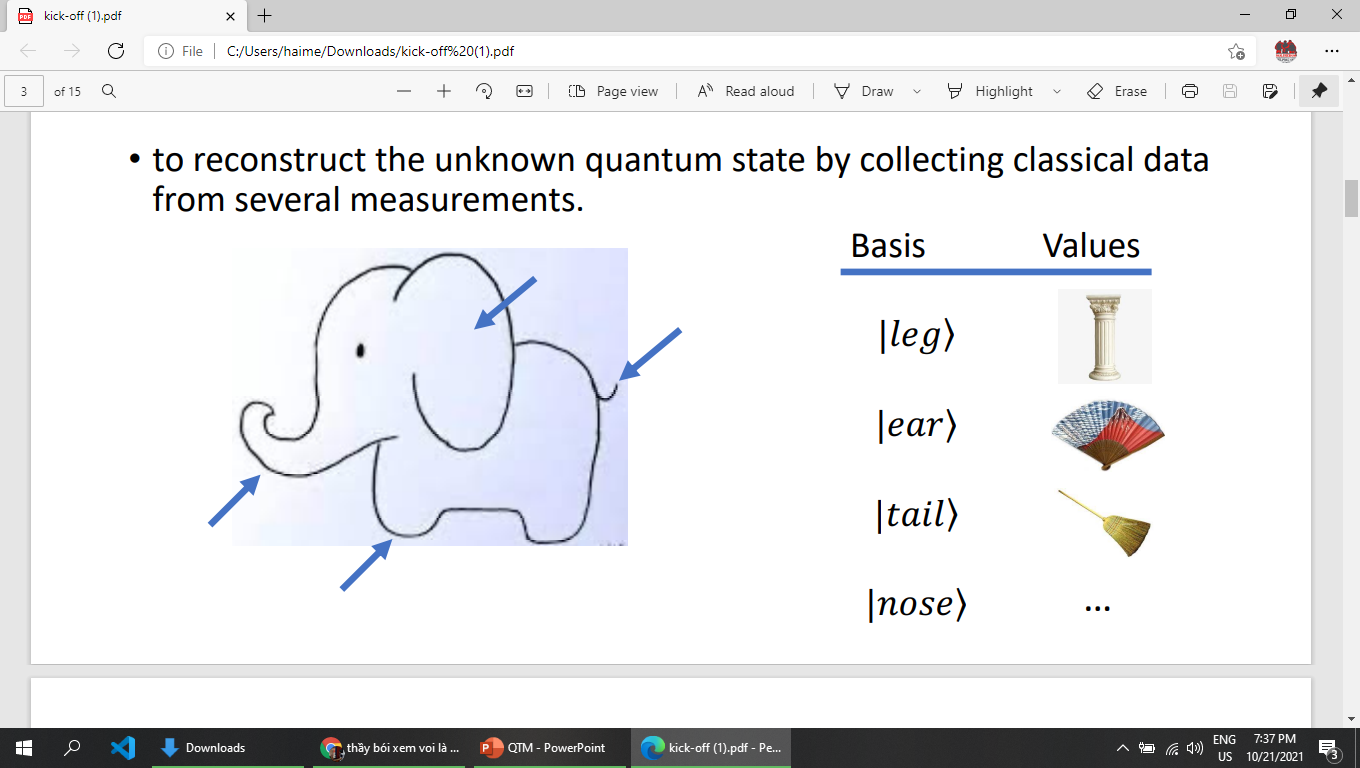 kick-off (1).pdf
File
C:/Users/haime/Downloads/kick-off%20(1).pdf
3 of 15
Page view
Read aloud
Draw
Highlight
Erase
• to reconstruct the unknown quantum state by collecting classical data
from several measurements.
Basis Values
|leg⟩
|ear⟩
|tail⟩
|nose⟩ ...
Downloads
thầy bói xem voi là ...
QTM - PowerPoint
kick-off (1).pdf - Pe...
ENG
US
7:37 PM
10/21/2021
3